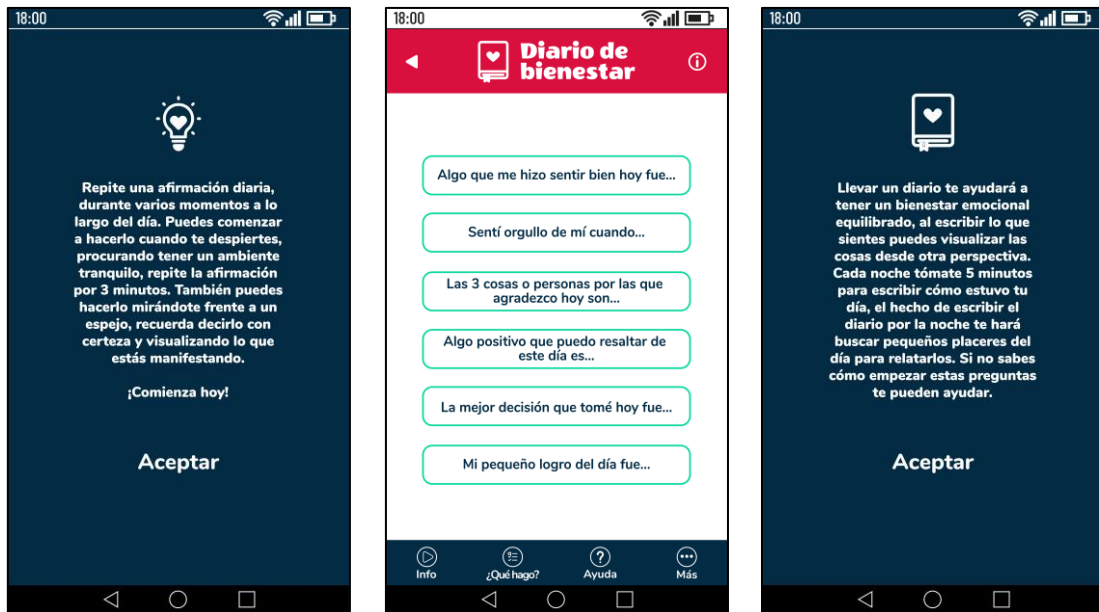 18:00
Repite una afirmación diaria,
durante varios momentos a lo
largo del día. Puedes comenzar
a hacerlo cuando te despiertes,
procurando tener un ambiente
tranquilo, repite la afirmación
por 3 minutos. También puedes
hacerlo mirándote frente a un
espejo, recuerda decirlo con
certeza y visualizando lo que
estás manifestando.
¡Comienza hoy!
Aceptar
18:00
Diario de
bienestar
Algo que me hizo sentir bien hoy fue...
Sentí orgullo de mí cuando...
Las 3 cosas o personas por las que
agradezco hoy son...
Algo positivo que puedo resaltar de
este día es...
La mejor decisión que tomé hoy fue...
Mi pequeño logro del día fue...
Info
¿Qué hago?
Ayuda
Más
18:00
Llevar un diario te ayudará a
tener un bienestar emocional
equilibrado, al escribir lo que
sientes puedes visualizar las
cosas desde otra perspectiva.
Cada noche tómate 5 minutos
para escribir cómo estuvo tu
día, el hecho de escribir el
diario por la noche te hará
buscar pequeños placeres del
día para relatarlos. Si no sabes
cómo empezar estas preguntas
te pueden ayudar.
Aceptar